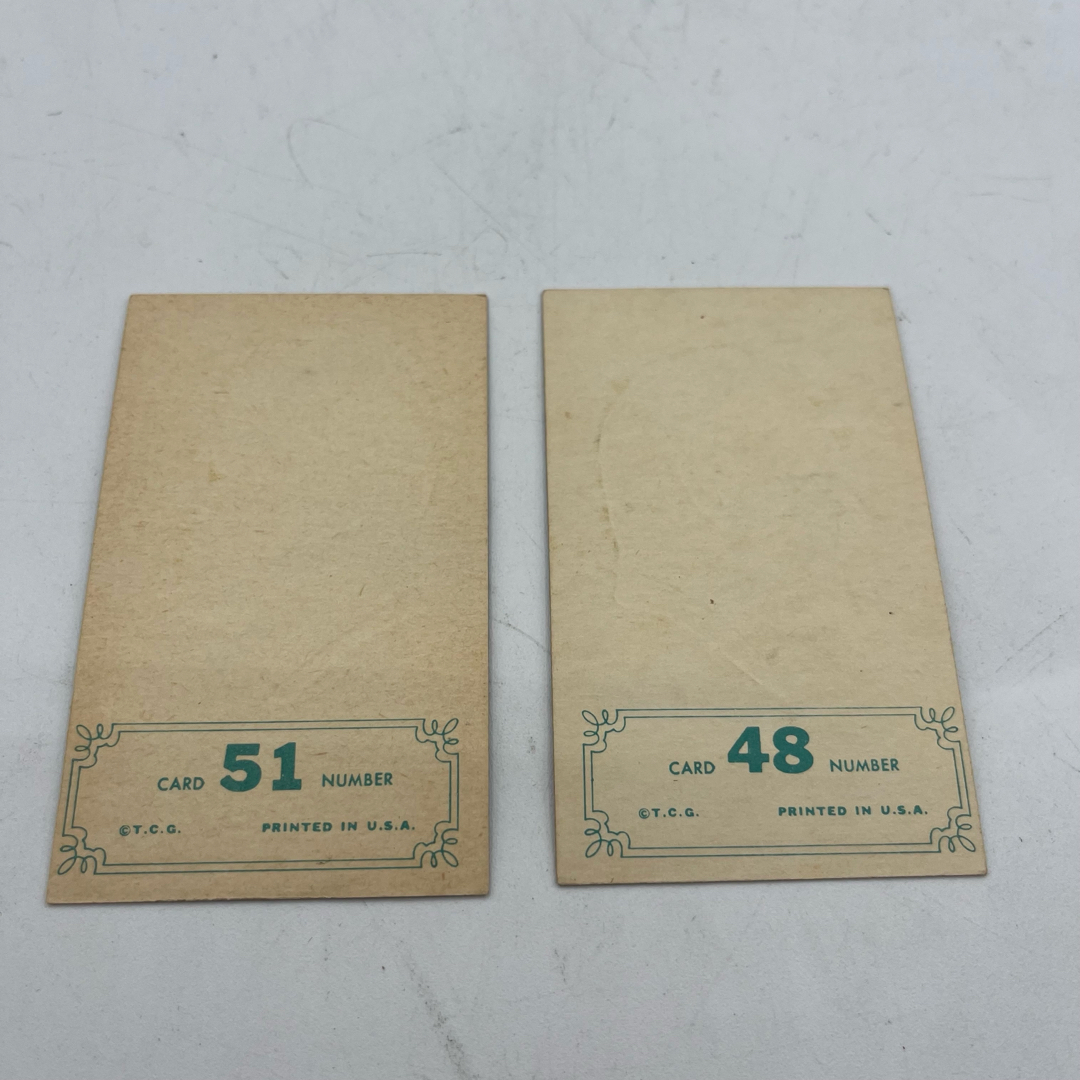 CARD 51 NUMBER
©T.C.G. PRINTED IN U.S.A.
CARD 48 NUMBER
©T.C.G. PRINTED IN U.S.A.